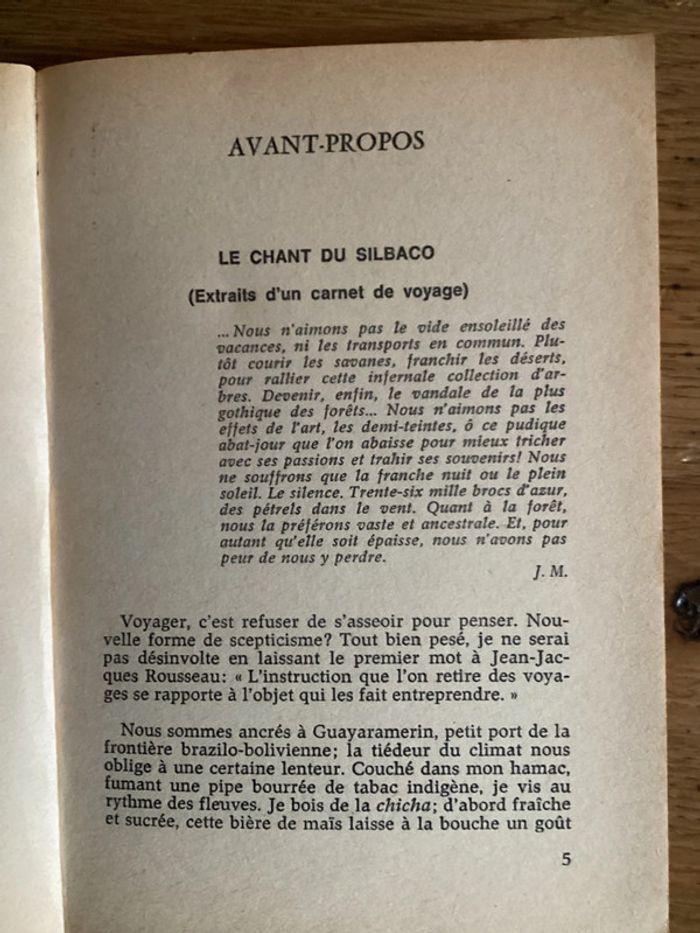 AVANT-PROPOS
LE CHANT DU SILBACO
(Extraits d'un carnet de voyage)
...Nous n'aimons pas le vide ensoleillé des
vacances, ni les transports en commun. Plu-
tôt courir les savanes, franchir les déserts,
pour rallier cette infernale collection d'ar-
bres. Devenir, enfin, le vandale de la plus
gothique des forêts... Nous n'aimons pas les
effets de l'art, les demi-teintes, ô ce pudique
abat-jour que l'on abaisse pour mieux tricher
avec ses passions et trahir ses souvenirs! Nous
ne souffrons que la franche nuit ou le plein
soleil. Le silence. Trente-six mille brocs d'azur,
des pétrels dans le vent. Quant à la forêt,
nous la préférons vaste et ancestrale. Et, pour
autant qu'elle soit épaisse, nous n'avons pas
peur de nous y perdre.
J. M.
Voyager, c'est refuser de s'asseoir pour penser. Nou-
velle forme de scepticisme? Tout bien pesé, je ne serai
pas désinvolte en laissant le premier mot à Jean-Jac-
ques Rousseau: « L'instruction que l'on retire des voya-
ges se rapporte à l'objet qui les fait entreprendre. »
Nous sommes ancrés à Guayaramerin, petit port de la
frontière brazilo-bolivienne; la tiédeur du climat nous
oblige à une certaine lenteur. Couché dans mon hamac,
fumant une pipe bourrée de tabac indigène, je vis au
rythme des fleuves. Je bois de la chicha; d'abord fraîche
et sucrée, cette bière de maïs laisse à la bouche un goût
5